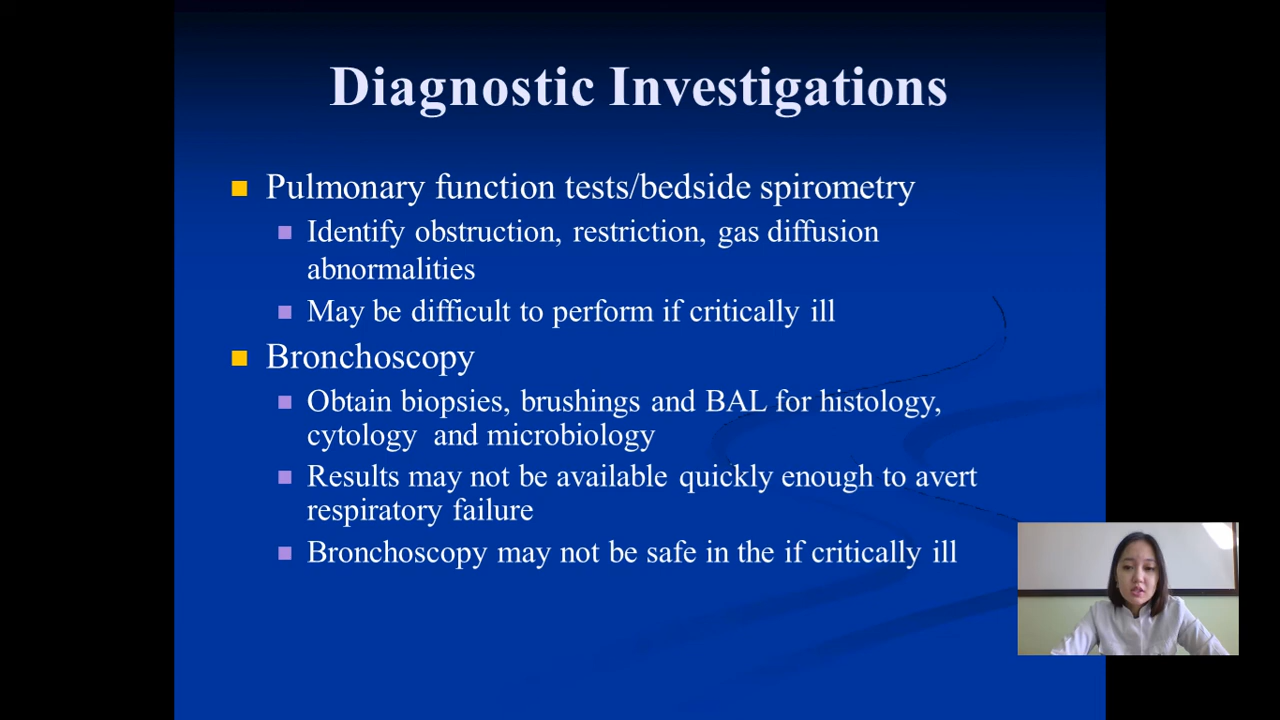 Diagnostic Investigations
Pulmonary function tests/bedside spirometry
Identify obstruction, restriction, gas diffusion
abnormalities
May be difficult to perform if critically ill
Bronchoscopy
Obtain biopsies, brushings and BAL for histology,
cytology  and microbiology
Results may not be available quickly enough to avert
respiratory failure
Bronchoscopy may not be safe in the if critically ill